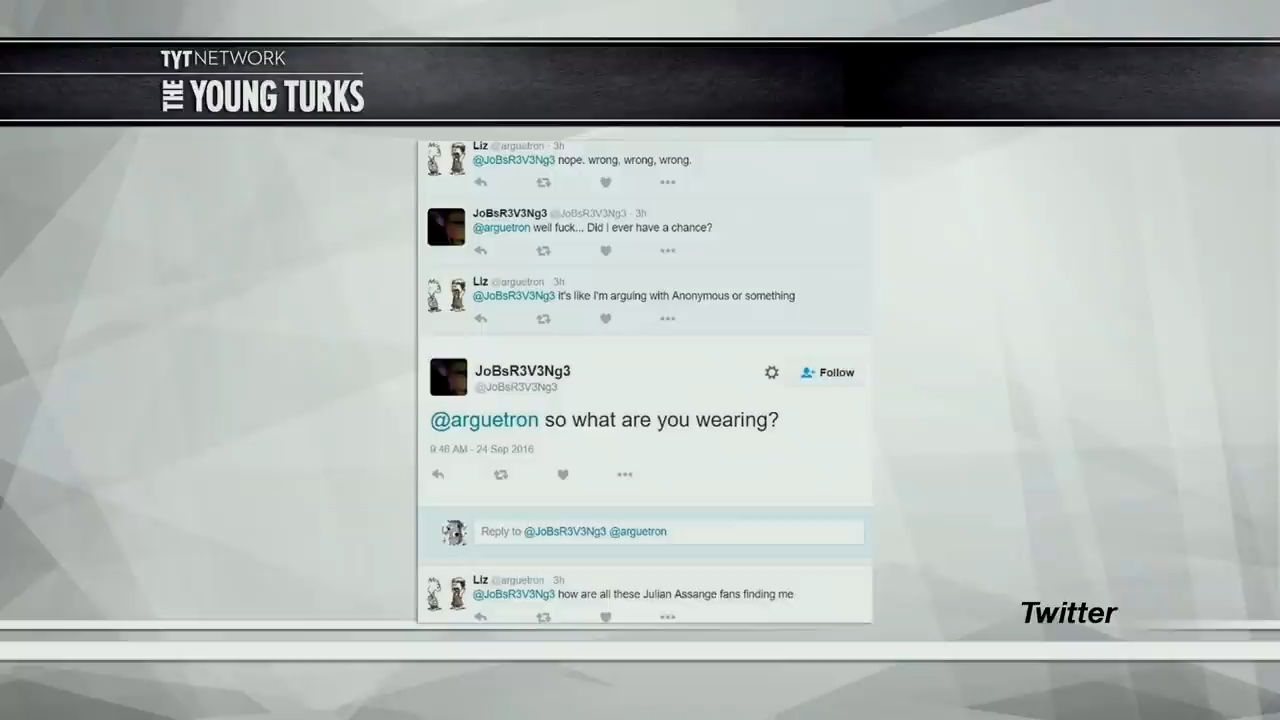 TYT NETWORK
THE YOUNG TURKS
Liz @arguetron · 3h
@JoBsR3V3Ng3 nope. wrong, wrong, wrong.
JoBsR3V3Ng3 @JoBsR3V3Ng3 · 3h
@arguetron well fuck... Did I ever have a chance?
Liz @arguetron · 3h
@JoBsR3V3Ng3 it's like I'm arguing with Anonymous or something
JoBsR3V3Ng3
@JoBsR3V3Ng3
Follow
@arguetron so what are you wearing?
9:46 AM - 24 Sep 2016
Reply to @JoBsR3V3Ng3 @arguetron
Liz @arguetron · 3h
@JoBsR3V3Ng3 how are all these Julian Assange fans finding me
Twitter